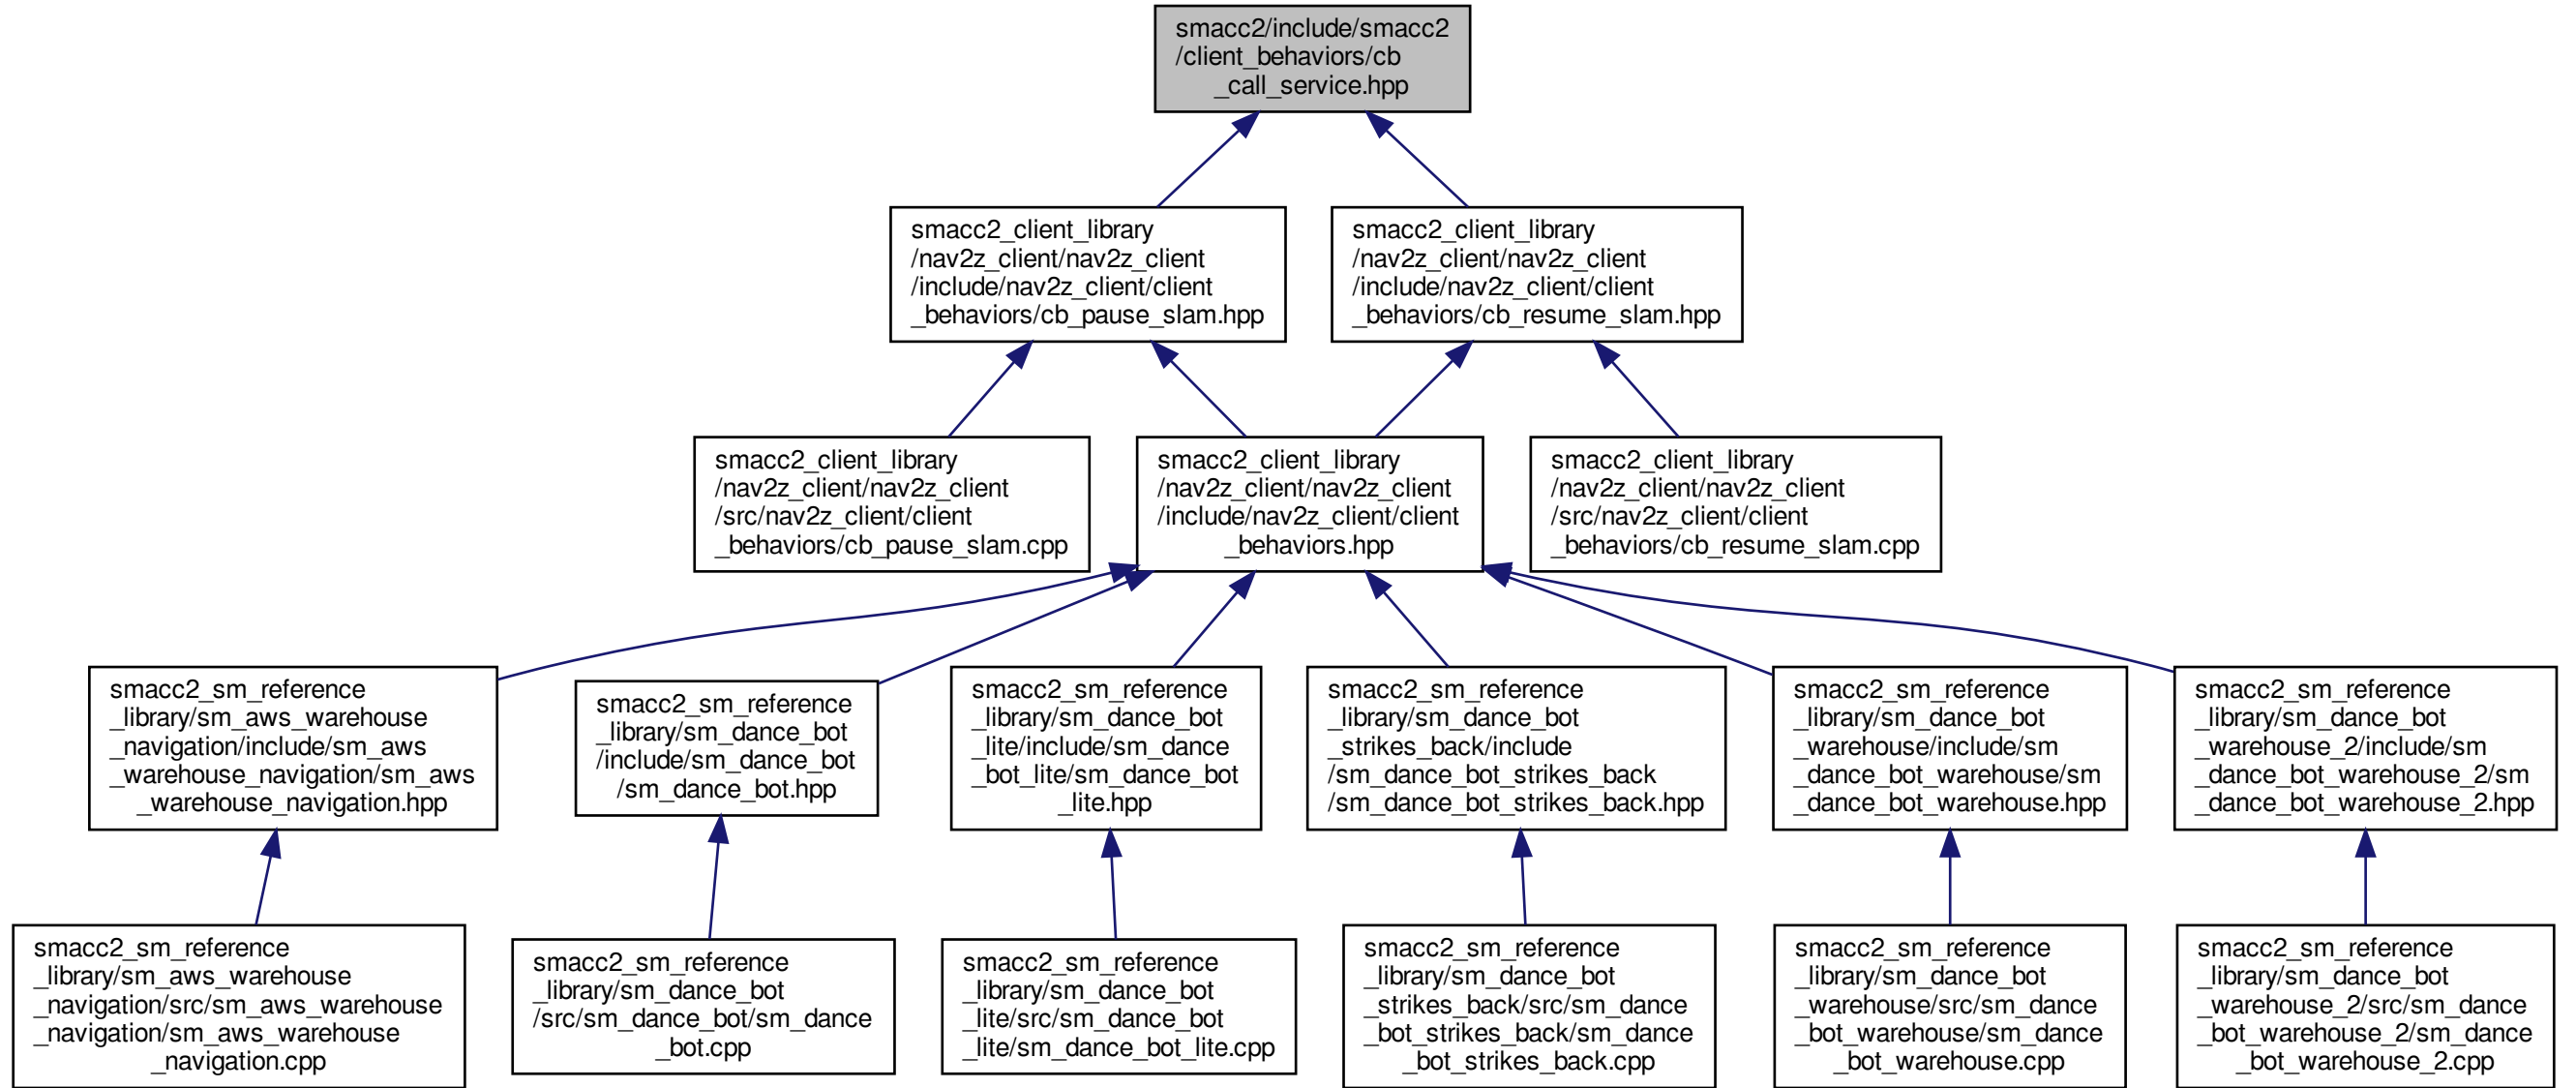 smacc2/include/smacc2
/client_behaviors/cb
_call_service.hpp
smacc2_client_library
/nav2z_client/nav2z_client
/include/nav2z_client/client
_behaviors/cb_pause_slam.hpp
smacc2_client_library
/nav2z_client/nav2z_client
/include/nav2z_client/client
_behaviors/cb_resume_slam.hpp
smacc2_client_library
/nav2z_client/nav2z_client
/src/nav2z_client/client
_behaviors/cb_pause_slam.cpp
smacc2_client_library
/nav2z_client/nav2z_client
/include/nav2z_client/client
_behaviors.hpp
smacc2_client_library
/nav2z_client/nav2z_client
/src/nav2z_client/client
_behaviors/cb_resume_slam.cpp
smacc2_sm_reference
_library/sm_aws_warehouse
_navigation/include/sm_aws
_warehouse_navigation/sm_aws
_warehouse_navigation.hpp
smacc2_sm_reference
_library/sm_dance_bot
/include/sm_dance_bot
/sm_dance_bot.hpp
smacc2_sm_reference
_library/sm_dance_bot
_lite/include/sm_dance
_bot_lite/sm_dance_bot
_lite.hpp
smacc2_sm_reference
_library/sm_dance_bot
_strikes_back/include
/sm_dance_bot_strikes_back
/sm_dance_bot_strikes_back.hpp
smacc2_sm_reference
_library/sm_dance_bot
_warehouse/include/sm
_dance_bot_warehouse/sm
_dance_bot_warehouse.hpp
smacc2_sm_reference
_library/sm_dance_bot
_warehouse_2/include/sm
_dance_bot_warehouse_2/sm
_dance_bot_warehouse_2.hpp
smacc2_sm_reference
_library/sm_aws_warehouse
_navigation/src/sm_aws_warehouse
_navigation/sm_aws_warehouse
_navigation.cpp
smacc2_sm_reference
_library/sm_dance_bot
/src/sm_dance_bot/sm_dance
_bot.cpp
smacc2_sm_reference
_library/sm_dance_bot
_lite/src/sm_dance_bot
_lite/sm_dance_bot_lite.cpp
smacc2_sm_reference
_library/sm_dance_bot
_strikes_back/src/sm_dance
_bot_strikes_back/sm_dance
_bot_strikes_back.cpp
smacc2_sm_reference
_library/sm_dance_bot
_warehouse/src/sm_dance
_bot_warehouse/sm_dance
_bot_warehouse.cpp
smacc2_sm_reference
_library/sm_dance_bot
_warehouse_2/src/sm_dance
_bot_warehouse_2/sm_dance
_bot_warehouse_2.cpp